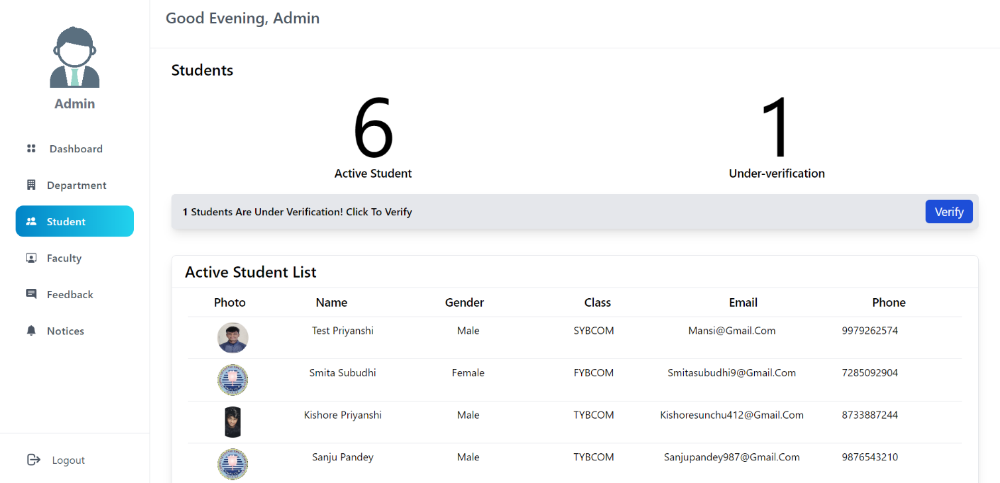 Good Evening, Admin
Admin
Dashboard
Department
Student
Faculty
Feedback
Notices
Logout
Students
6 1
Active Student Under-verification
1 Students Are Under Verification! Click To Verify Verify
Active Student List
Photo Name Gender Class Email Phone
Test Priyanshi Male SYBCOM Mansi@Gmail.Com 9979262574
Smita Subudhi Female FYBCOM Smitasubudhi9@Gmail.Com 7285092904
Kishore Priyanshi Male TYBCOM Kishoresunchu412@Gmail.Com 8733887244
Sanju Pandey Male TYBCOM Sanjupandey987@Gmail.Com 9876543210